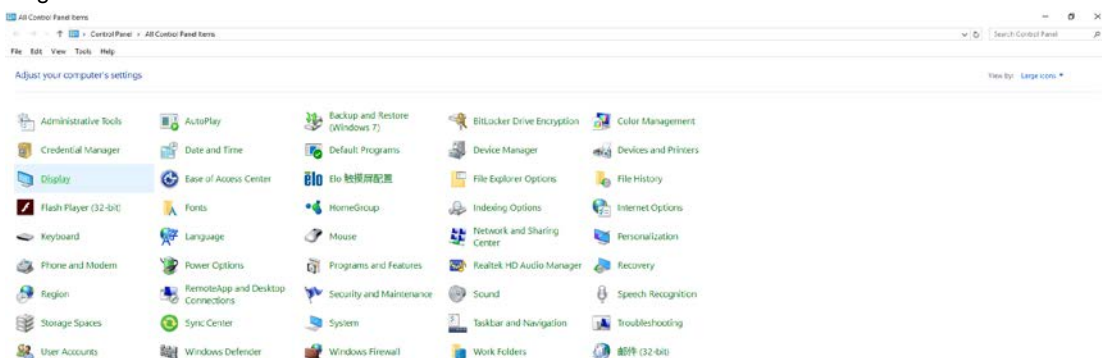 All Control Panel Items
Control Panel > All Control Panel Items
Search Control Panel
File Edit View Tools Help
Adjust your computer's settings
View by: Large icons
Administrative Tools
AutoPlay
Backup and Restore
(Windows 7)
BitLocker Drive Encryption
Color Management
Credential Manager
Date and Time
Default Programs
Device Manager
Devices and Printers
Display
Ease of Access Center
elo
Elo 触摸屏配置
File Explorer Options
File History
Flash Player (32-bit)
Fonts
HomeGroup
Indexing Options
Internet Options
Keyboard
Language
Mouse
Network and Sharing
Center
Personalization
Phone and Modem
Power Options
Programs and Features
Realtek HD Audio Manager
Recovery
Region
RemoteApp and Desktop
Connections
Security and Maintenance
Sound
Speech Recognition
Storage Spaces
Sync Center
System
Taskbar and Navigation
Troubleshooting
User Accounts
Windows Defender
Windows Firewall
Work Folders
邮件 (32-bit)